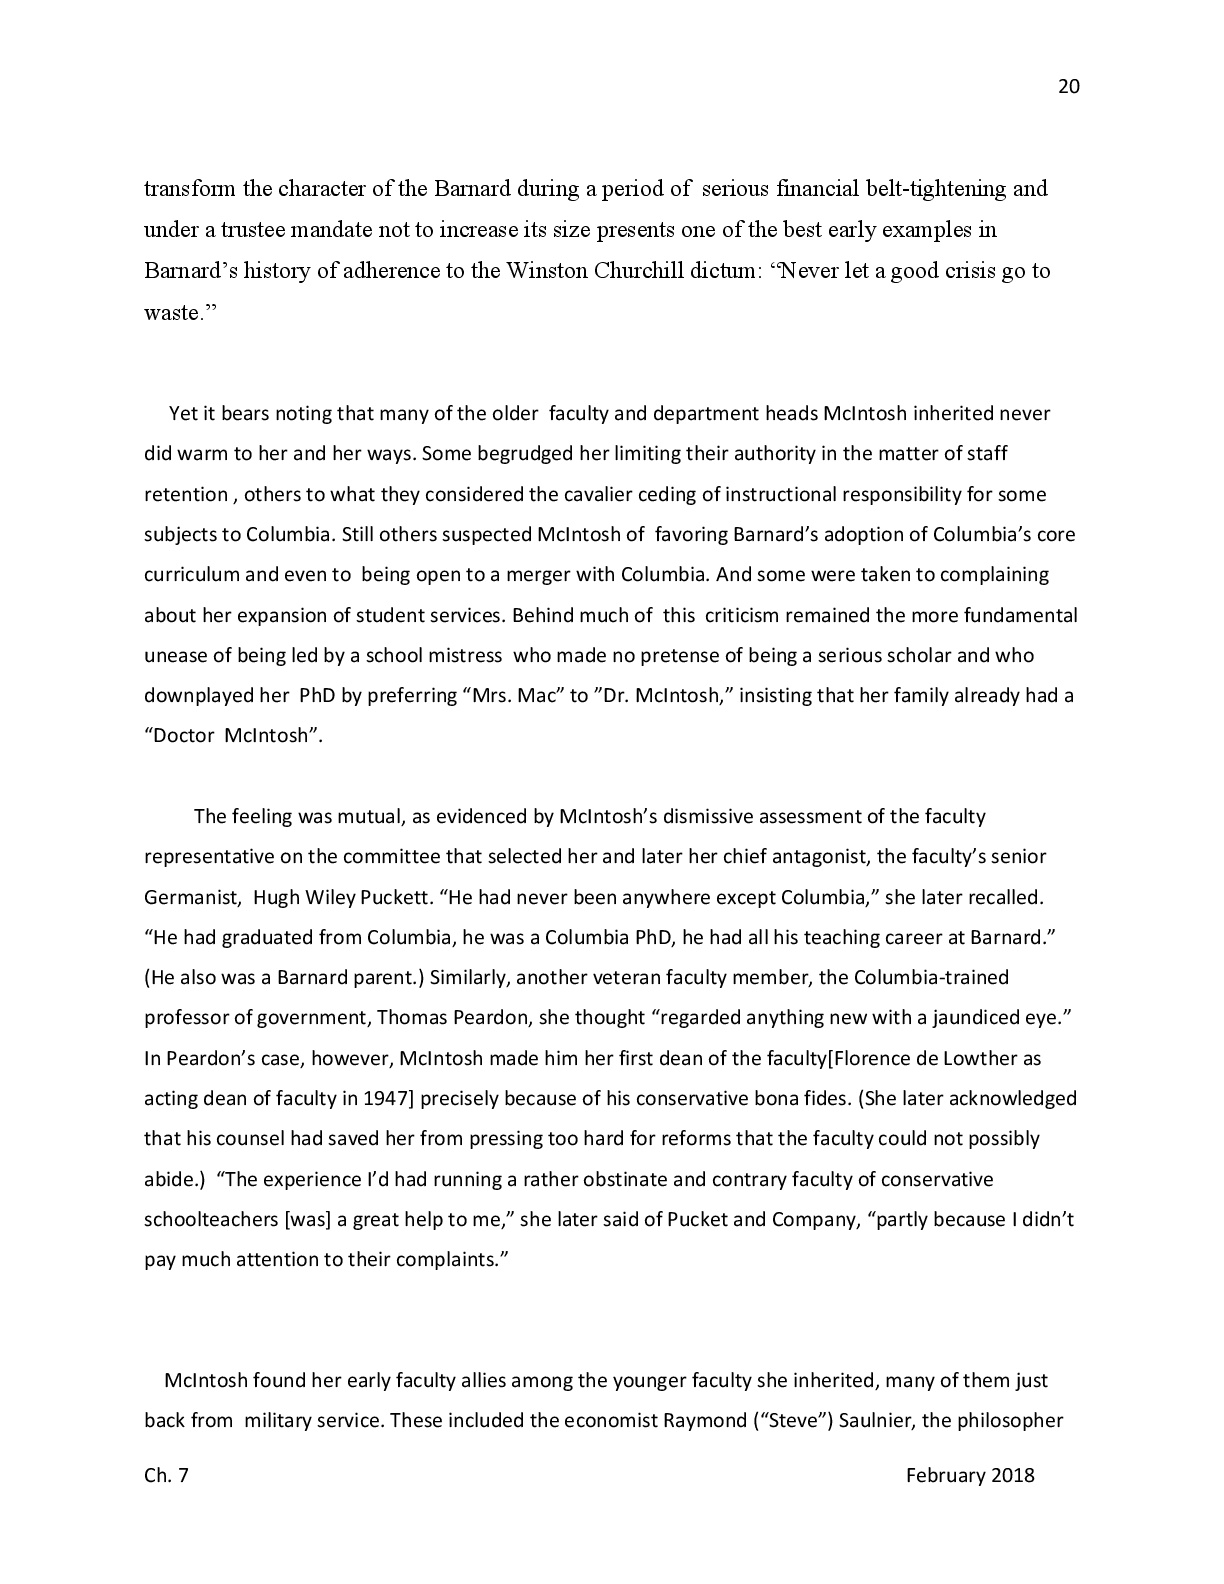 20
transform the character of the Barnard during a period of  serious financial belt-tightening and
under a trustee mandate not to increase its size presents one of the best early examples in
Barnard’s history of adherence to the Winston Churchill dictum: “Never let a good crisis go to
waste.”
Yet it bears noting that many of the older  faculty and department heads McIntosh inherited never
did warm to her and her ways. Some begrudged her limiting their authority in the matter of staff
retention , others to what they considered the cavalier ceding of instructional responsibility for some
subjects to Columbia. Still others suspected McIntosh of  favoring Barnard’s adoption of Columbia’s core
curriculum and even to  being open to a merger with Columbia. And some were taken to complaining
about her expansion of student services. Behind much of  this  criticism remained the more fundamental
unease of being led by a school mistress  who made no pretense of being a serious scholar and who
downplayed her  PhD by preferring “Mrs. Mac” to ”Dr. McIntosh,” insisting that her family already had a
“Doctor  McIntosh”.
The feeling was mutual, as evidenced by McIntosh’s dismissive assessment of the faculty
representative on the committee that selected her and later her chief antagonist, the faculty’s senior
Germanist,  Hugh Wiley Puckett. “He had never been anywhere except Columbia,” she later recalled.
“He had graduated from Columbia, he was a Columbia PhD, he had all his teaching career at Barnard.”
(He also was a Barnard parent.) Similarly, another veteran faculty member, the Columbia-trained
professor of government, Thomas Peardon, she thought “regarded anything new with a jaundiced eye.”
In Peardon’s case, however, McIntosh made him her first dean of the faculty[Florence de Lowther as
acting dean of faculty in 1947] precisely because of his conservative bona fides. (She later acknowledged
that his counsel had saved her from pressing too hard for reforms that the faculty could not possibly
abide.)  “The experience I’d had running a rather obstinate and contrary faculty of conservative
schoolteachers [was] a great help to me,” she later said of Pucket and Company, “partly because I didn’t
pay much attention to their complaints.”
McIntosh found her early faculty allies among the younger faculty she inherited, many of them just
back from  military service. These included the economist Raymond (“Steve”) Saulnier, the philosopher
Ch. 7 February 2018